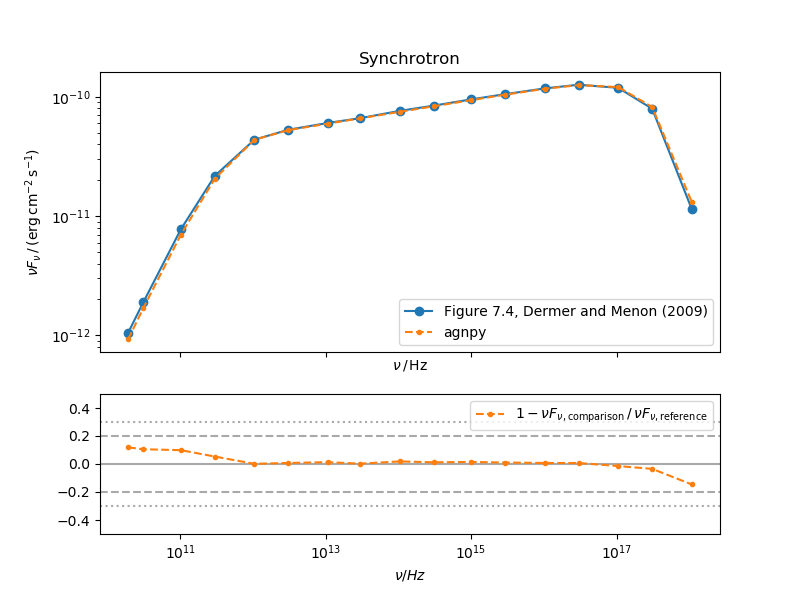 Synchrotron
10⁻¹⁰
10⁻¹¹
10⁻¹²
νFν / (erg cm⁻² s⁻¹)
Figure 7.4, Dermer and Menon (2009)
agnpy
ν / Hz
0.4
0.2
0.0
−0.2
−0.4
1 − νFν, comparison / νFν, reference
10¹¹ 10¹³ 10¹⁵ 10¹⁷
ν/Hz